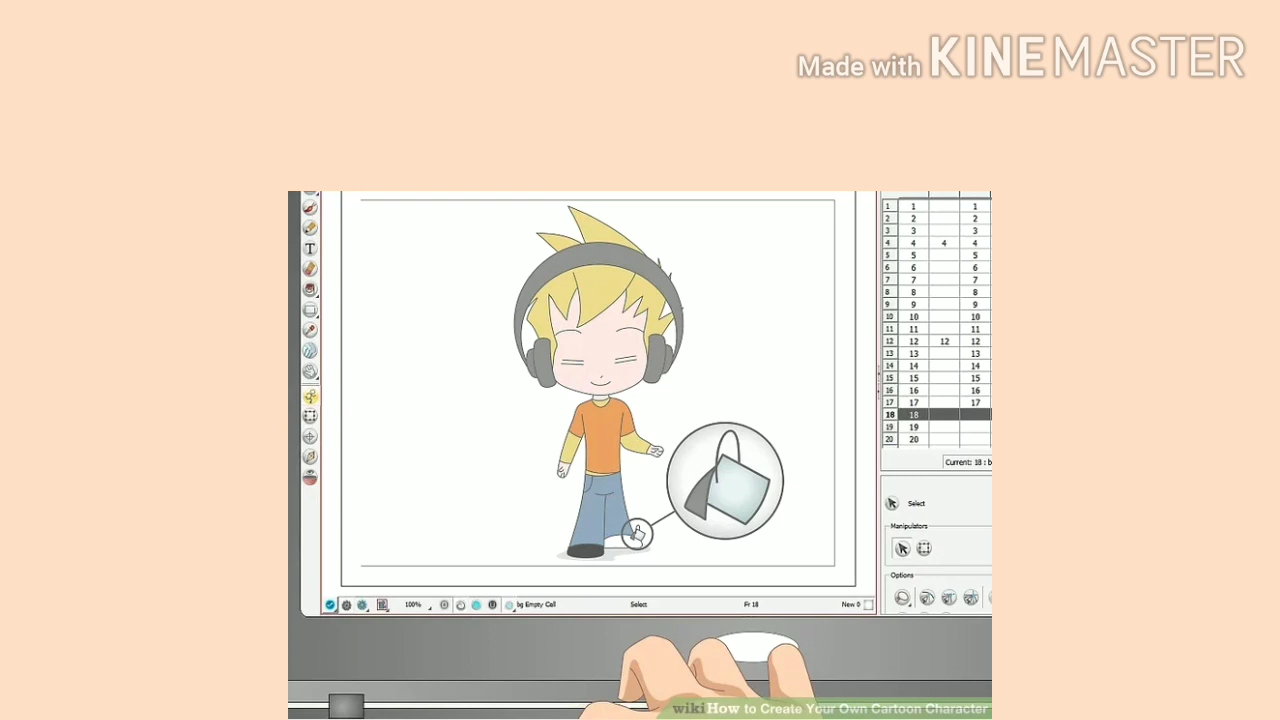 Made with KINEMASTER
1 1 1
2 2 2
3 3 3
4 4 4 4
5 5 5
6 6 6
7 7 7
8 8 8
9 9 9
10 10 10
11 11 11
12 12 12 12
13 13 13
14 14 14
15 15 15
16 16 16
17 17 17
18 18
19 19
20 20
T
Current: 18 : b
Select
Manipulators
Options
100% bg Empty Cell Select Fr 18 New 0
wikiHow to Create Your Own Cartoon Character